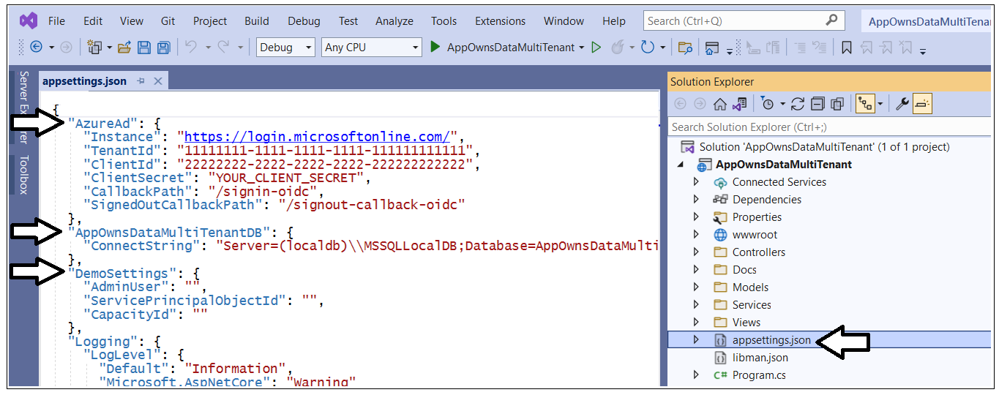 File Edit View Git Project Build Debug Test Analyze Tools Extensions Window Help Search (Ctrl+Q) AppOwnsDataMultiTenan
Debug Any CPU AppOwnsDataMultiTenant
Server Explorer
Toolbox
appsettings.json
{
"AzureAd": {
"Instance": "https://login.microsoftonline.com/",
"TenantId": "11111111-1111-1111-1111-111111111111",
"ClientId": "22222222-2222-2222-2222-222222222222",
"ClientSecret": "YOUR_CLIENT_SECRET",
"CallbackPath": "/signin-oidc",
"SignedOutCallbackPath": "/signout-callback-oidc"
},
"AppOwnsDataMultiTenantDB": {
"ConnectString": "Server=(localdb)\\MSSQLLocalDB;Database=AppOwnsDataMulti
},
"DemoSettings": {
"AdminUser": "",
"ServicePrincipalObjectId": "",
"CapacityId": ""
},
"Logging": {
"LogLevel": {
"Default": "Information",
"Microsoft.AspNetCore": "Warning"
Solution Explorer
Search Solution Explorer (Ctrl+;)
Solution 'AppOwnsDataMultiTenant' (1 of 1 project)
AppOwnsDataMultiTenant
Connected Services
Dependencies
Properties
wwwroot
Controllers
Docs
Models
Services
Views
appsettings.json
libman.json
C# Program.cs